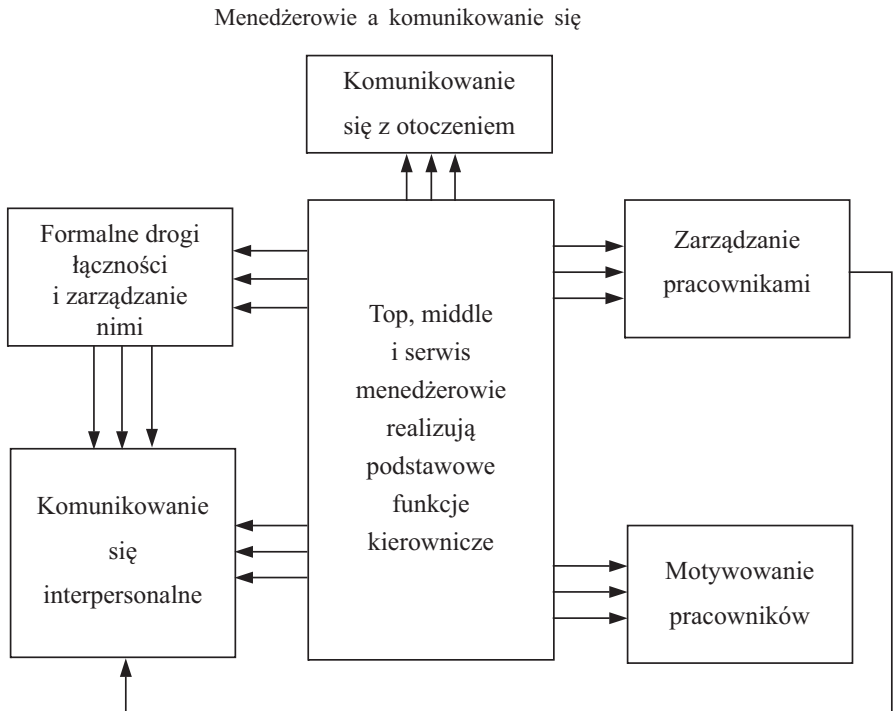 Menedżerowie a komunikowanie się
Komunikowanie
się z otoczeniem
Formalne drogi
łączności
i zarządzanie
nimi
Top, middle
i serwis
menedżerowie
realizują
podstawowe
funkcje
kierownicze
Zarządzanie
pracownikami
Komunikowanie
się
interpersonalne
Motywowanie
pracowników